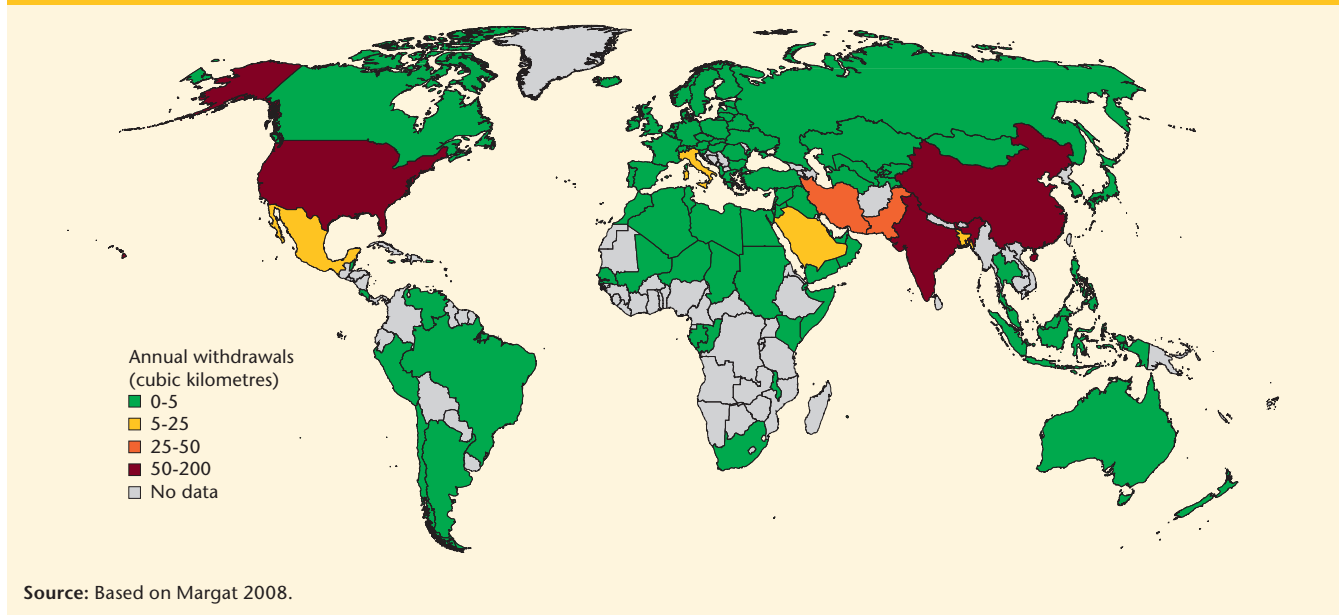 Annual withdrawals
(cubic kilometres)
0-5
5-25
25-50
50-200
No data
Source: Based on Margat 2008.